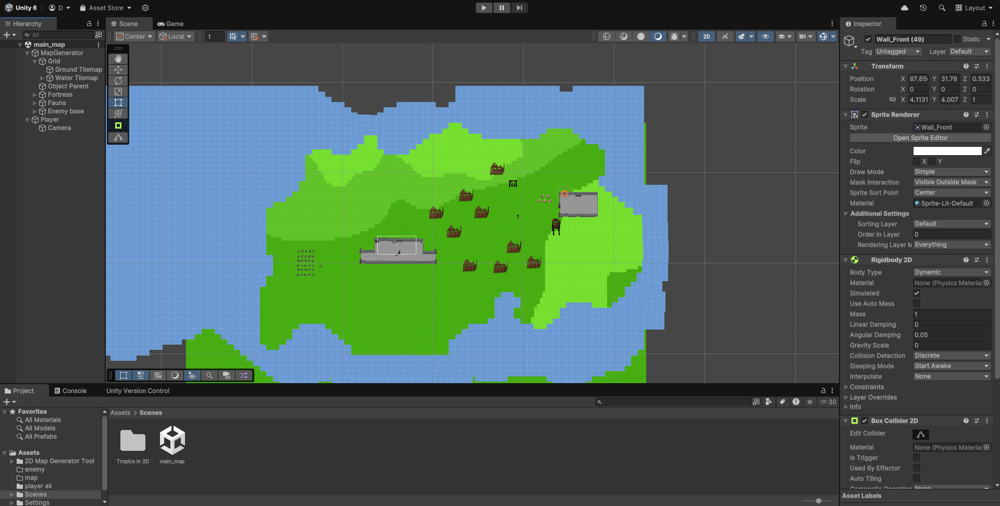 Unity 6
D
Asset Store
Layout
Hierarchy
Scene
Game
Inspector
All
Center
Local
1
2D
Wall_Front (49)
Static
Tag
Untagged
Layer
Default
main_map
MapGenerator
Grid
Ground Tilemap
Water Tilemap
Object Parent
Fortress
Fauna
Enemy base
Player
Camera
Transform
Position X 87.65 Y 31.78 Z 0.533
Rotation X 0 Y 0 Z 0
Scale X 4.1131 Y 4.007 Z 1
Sprite Renderer
Sprite Wall_Front
Open Sprite Editor
Color
Flip X Y
Draw Mode Simple
Mask Interaction Visible Outside Mask
Sprite Sort Point Center
Material Sprite-Lit-Default
Additional Settings
Sorting Layer Default
Order in Layer 0
Rendering Layer M Everything
Rigidbody 2D
Body Type Dynamic
Material None (Physics Materia
Simulated
Use Auto Mass
Mass 1
Linear Damping 0
Angular Damping 0.05
Gravity Scale 0
Collision Detection Discrete
Sleeping Mode Start Awake
Interpolate None
Constraints
Layer Overrides
Info
Box Collider 2D
Edit Collider
Material None (Physics Materia
Is Trigger
Used By Effector
Auto Tiling
Composite Operation None
Asset Labels
Project
Console
Unity Version Control
30
Favorites
All Materials
All Models
All Prefabs
Assets
2D Map Generator Tool
enemy
map
player all
Scenes
Settings
Assets > Scenes
Tropics in 2D
main_map